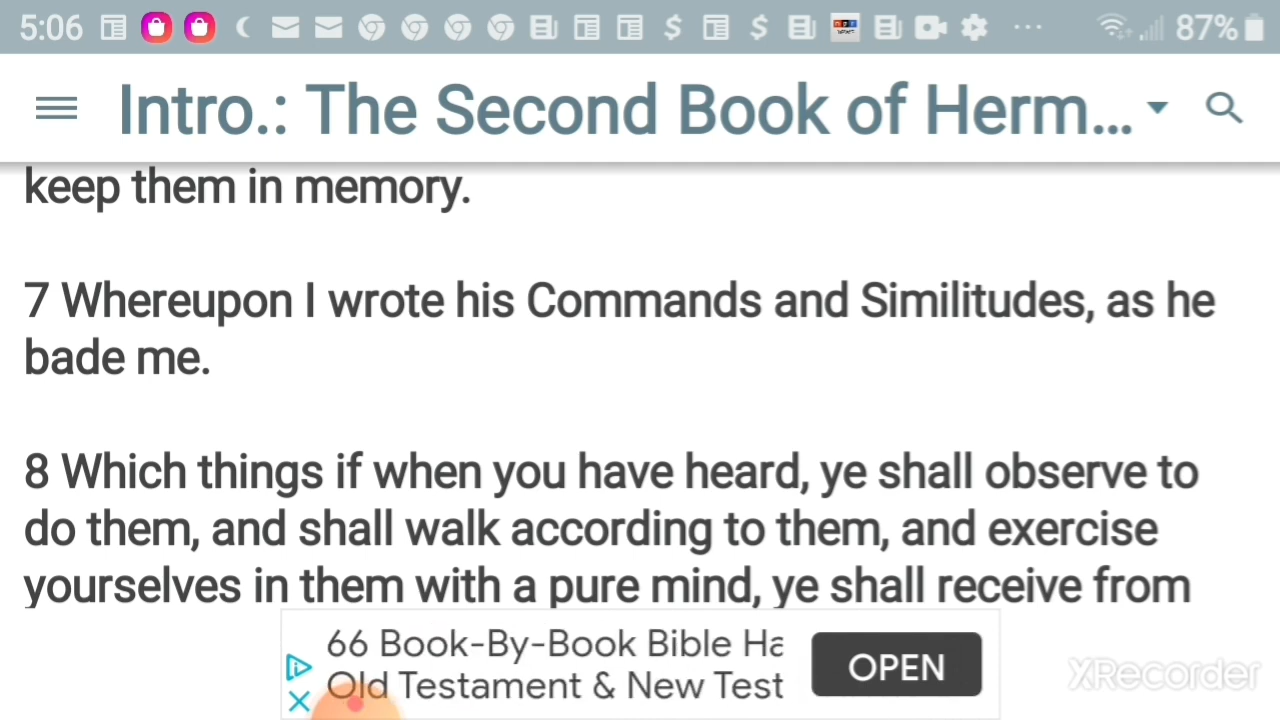 5:06 87%
Intro.: The Second Book of Herm...
keep them in memory.
7 Whereupon I wrote his Commands and Similitudes, as he
bade me.
8 Which things if when you have heard, ye shall observe to
do them, and shall walk according to them, and exercise
yourselves in them with a pure mind, ye shall receive from
66 Book-By-Book Bible Ha
Old Testament & New Test
OPEN
XRecorder